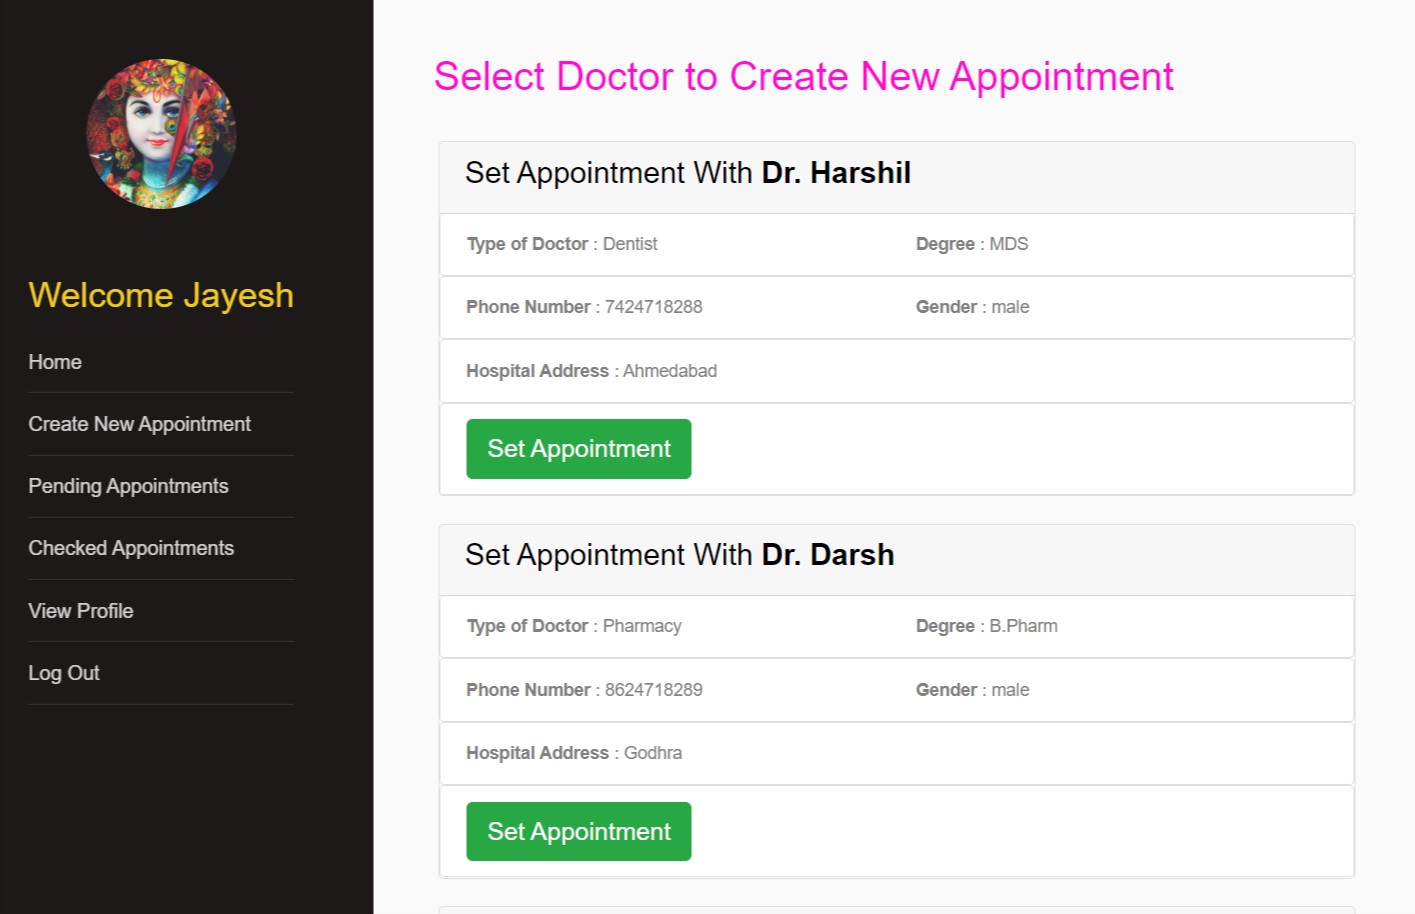 Welcome Jayesh
Home
Create New Appointment
Pending Appointments
Checked Appointments
View Profile
Log Out
Select Doctor to Create New Appointment
Set Appointment With Dr. Harshil
Type of Doctor : Dentist Degree : MDS
Phone Number : 7424718288 Gender : male
Hospital Address : Ahmedabad
Set Appointment
Set Appointment With Dr. Darsh
Type of Doctor : Pharmacy Degree : B.Pharm
Phone Number : 8624718289 Gender : male
Hospital Address : Godhra
Set Appointment